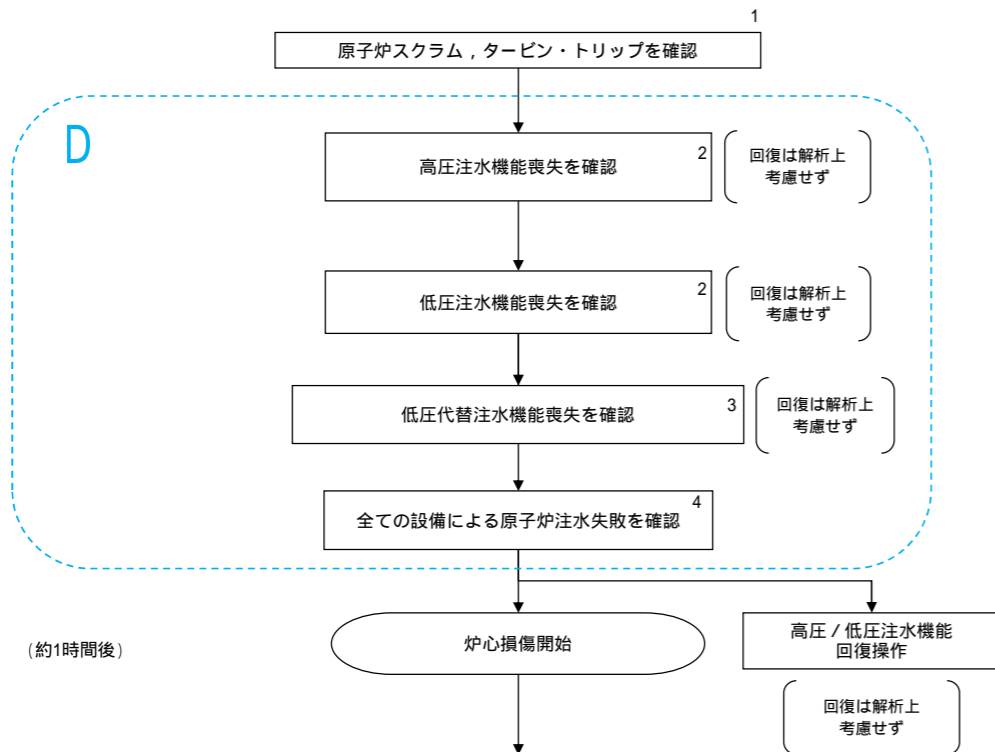 1
原子炉スクラム，タービン・トリップを確認
D
高圧注水機能喪失を確認
2
回復は解析上
考慮せず
低圧注水機能喪失を確認
2
回復は解析上
考慮せず
低圧代替注水機能喪失を確認
3
回復は解析上
考慮せず
全ての設備による原子炉注水失敗を確認
4
(約1時間後)
炉心損傷開始
高圧／低圧注水機能
回復操作
回復は解析上
考慮せず